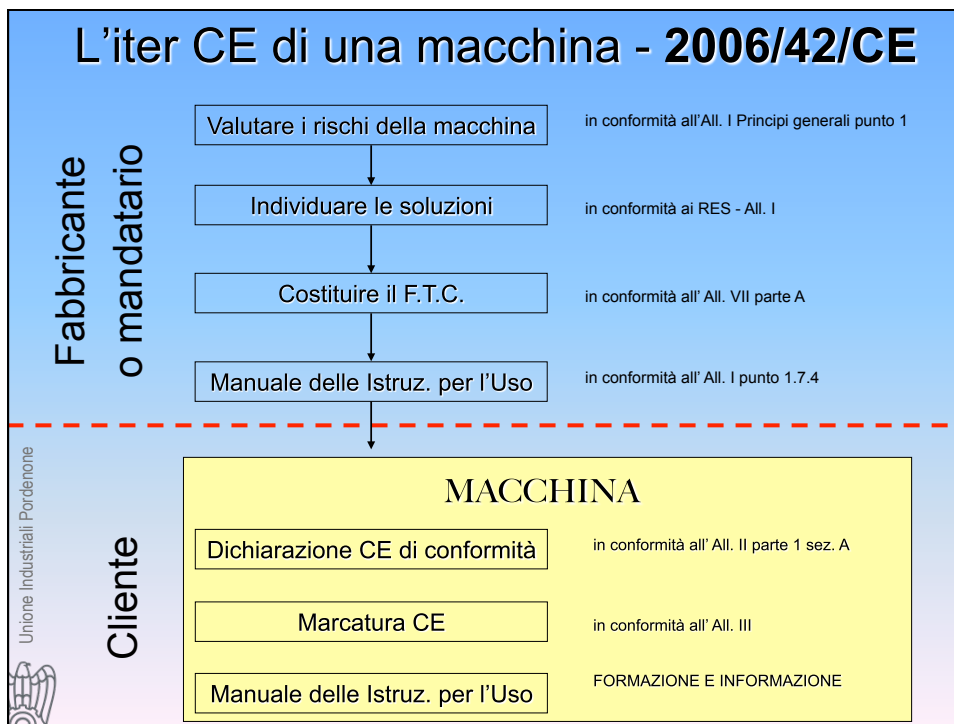 L'iter CE di una macchina - 2006/42/CE
Fabbricante
o mandatario
Valutare i rischi della macchina
in conformità all'All. I Principi generali punto 1
Individuare le soluzioni
in conformità ai RES - All. I
Costituire il F.T.C.
in conformità all' All. VII parte A
Manuale delle Istruz. per l'Uso
in conformità all' All. I punto 1.7.4
Unione Industriali Pordenone
Cliente
MACCHINA
Dichiarazione CE di conformità
in conformità all' All. II parte 1 sez. A
Marcatura CE
in conformità all' All. III
Manuale delle Istruz. per l'Uso
FORMAZIONE E INFORMAZIONE